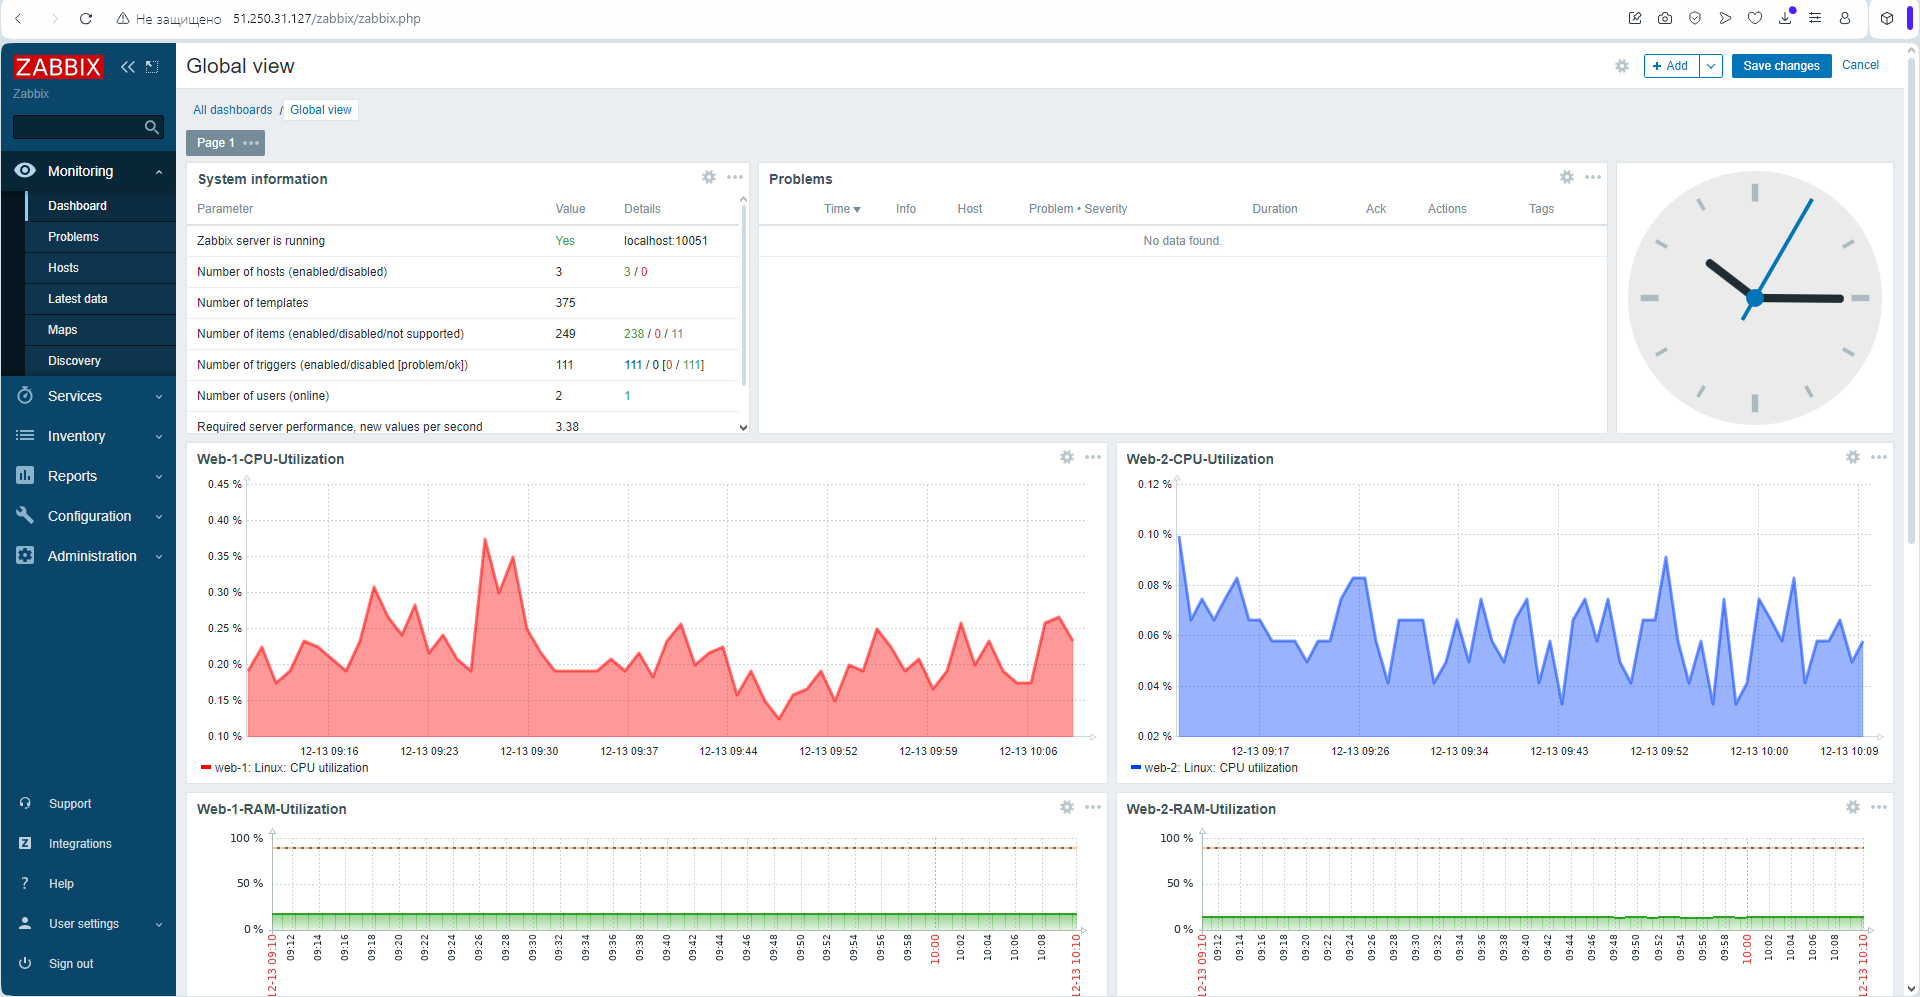 Не защищено 51.250.31.127/zabbix/zabbix.php
ZABBIX
Zabbix
Monitoring
Dashboard
Problems
Hosts
Latest data
Maps
Discovery
Services
Inventory
Reports
Configuration
Administration
Support
Integrations
Help
User settings
Sign out
Global view
+ Add
Save changes
Cancel
All dashboards / Global view
Page 1
System information
Parameter Value Details
Zabbix server is running Yes localhost:10051
Number of hosts (enabled/disabled) 3 3 / 0
Number of templates 375
Number of items (enabled/disabled/not supported) 249 238 / 0 / 11
Number of triggers (enabled/disabled [problem/ok]) 111 111 / 0 [0 / 111]
Number of users (online) 2 1
Required server performance, new values per second 3.38
Problems
Time Info Host Problem • Severity Duration Ack Actions Tags
No data found.
Web-1-CPU-Utilization
0.45 %
0.40 %
0.35 %
0.30 %
0.25 %
0.20 %
0.15 %
0.10 %
12-13 09:16 12-13 09:23 12-13 09:30 12-13 09:37 12-13 09:44 12-13 09:52 12-13 09:59 12-13 10:06
web-1: Linux: CPU utilization
Web-2-CPU-Utilization
0.12 %
0.10 %
0.08 %
0.06 %
0.04 %
0.02 %
12-13 09:17 12-13 09:26 12-13 09:34 12-13 09:43 12-13 09:52 12-13 10:00 12-13 10:09
web-2: Linux: CPU utilization
Web-1-RAM-Utilization
100 %
50 %
0 %
12-13 09:10 09:12 09:14 09:16 09:18 09:20 09:22 09:24 09:26 09:28 09:30 09:32 09:34 09:36 09:38 09:40 09:42 09:44 09:46 09:48 09:50 09:52 09:54 09:56 09:58 10:00 10:02 10:04 10:06 10:08 12-13 10:10
Web-2-RAM-Utilization
100 %
50 %
0 %
12-13 09:10 09:12 09:14 09:16 09:18 09:20 09:22 09:24 09:26 09:28 09:30 09:32 09:34 09:36 09:38 09:40 09:42 09:44 09:46 09:48 09:50 09:52 09:54 09:56 09:58 10:00 10:02 10:04 10:06 10:08 12-13 10:10